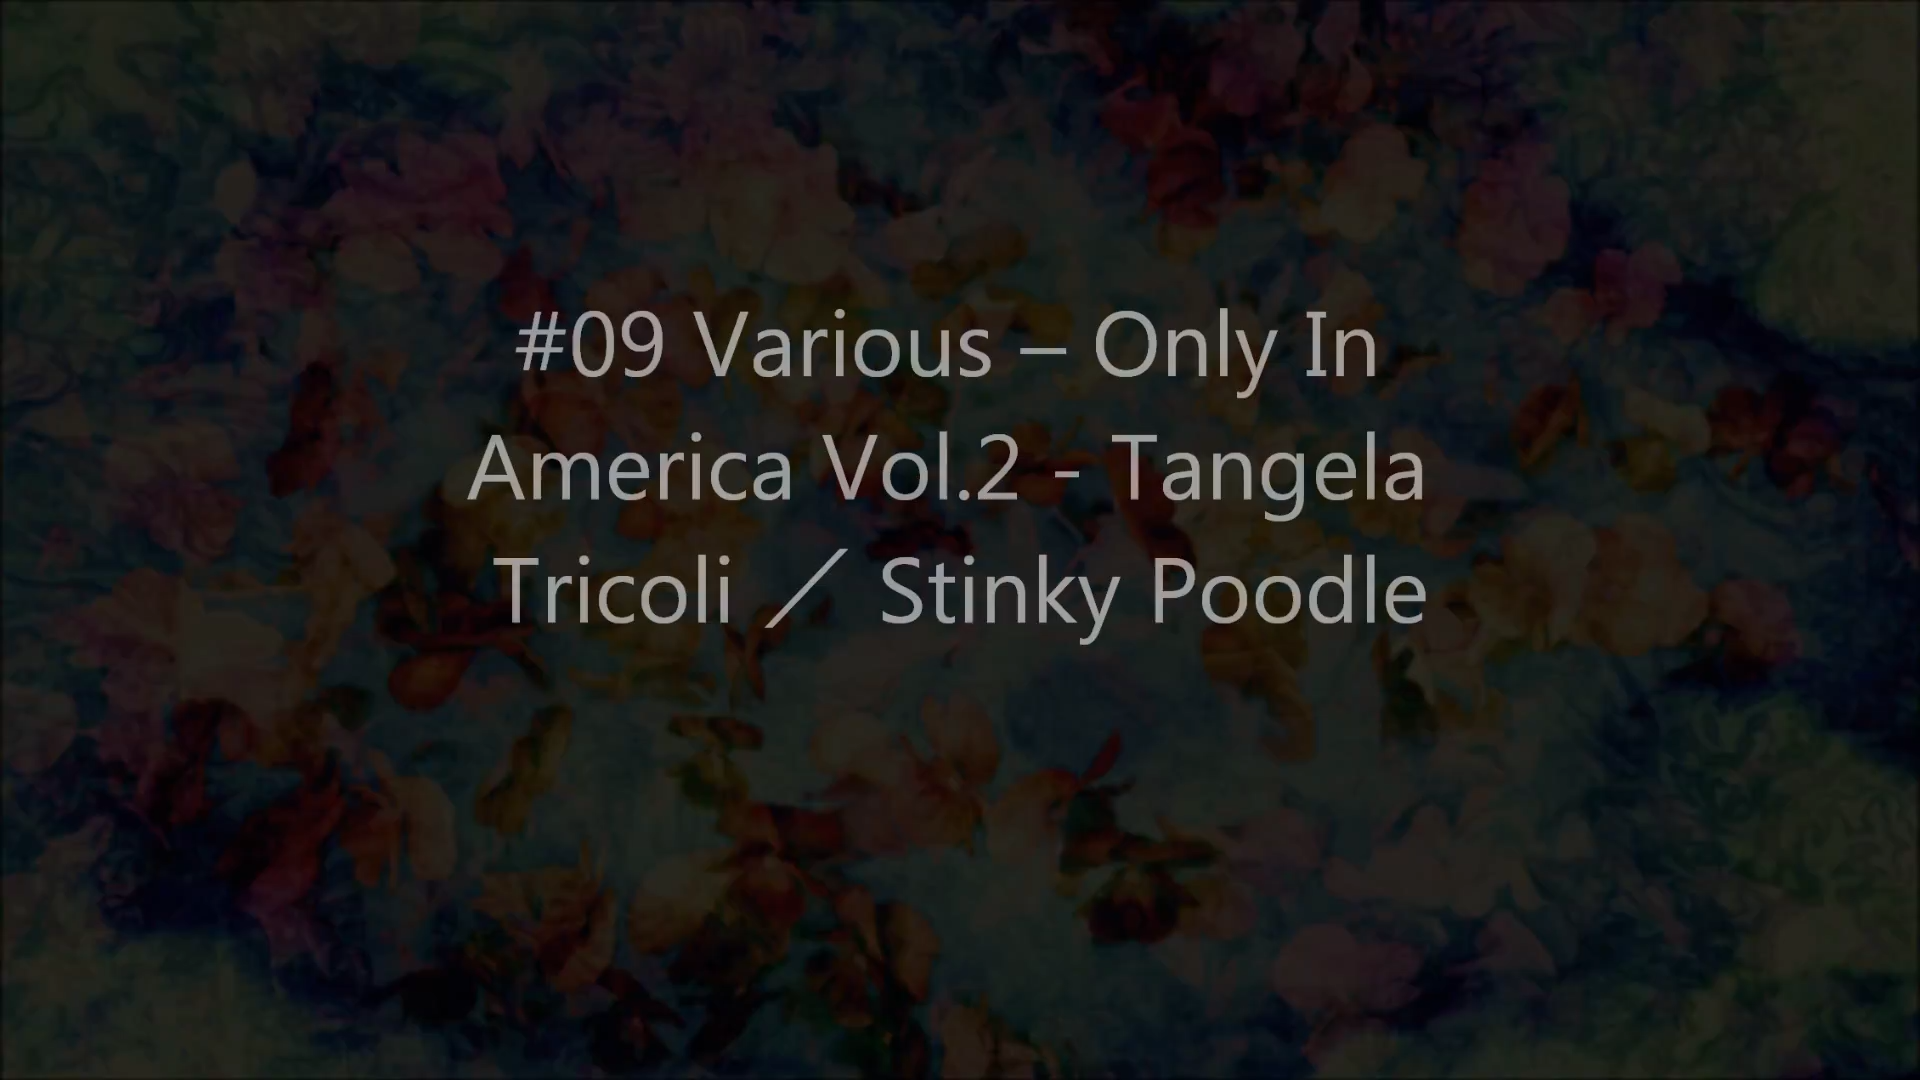 #09 Various – Only In
America Vol.2 - Tangela
Tricoli ／ Stinky Poodle